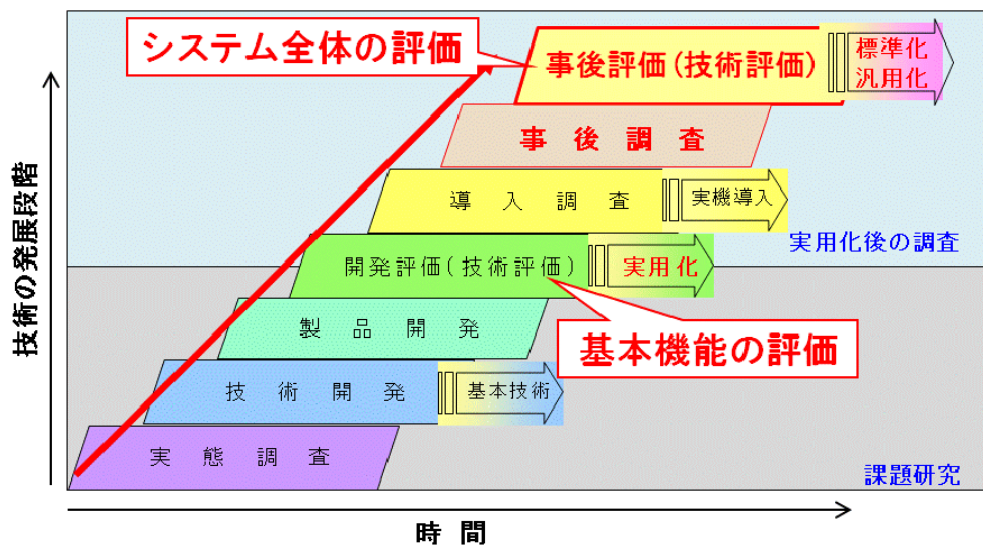 システム全体の評価
事後評価(技術評価)
標準化
汎用化
事後調査
導入調査
実機導入
実用化後の調査
開発評価(技術評価)
実用化
製品開発
基本機能の評価
技術開発
基本技術
実態調査
課題研究
技術の発展段階
時間